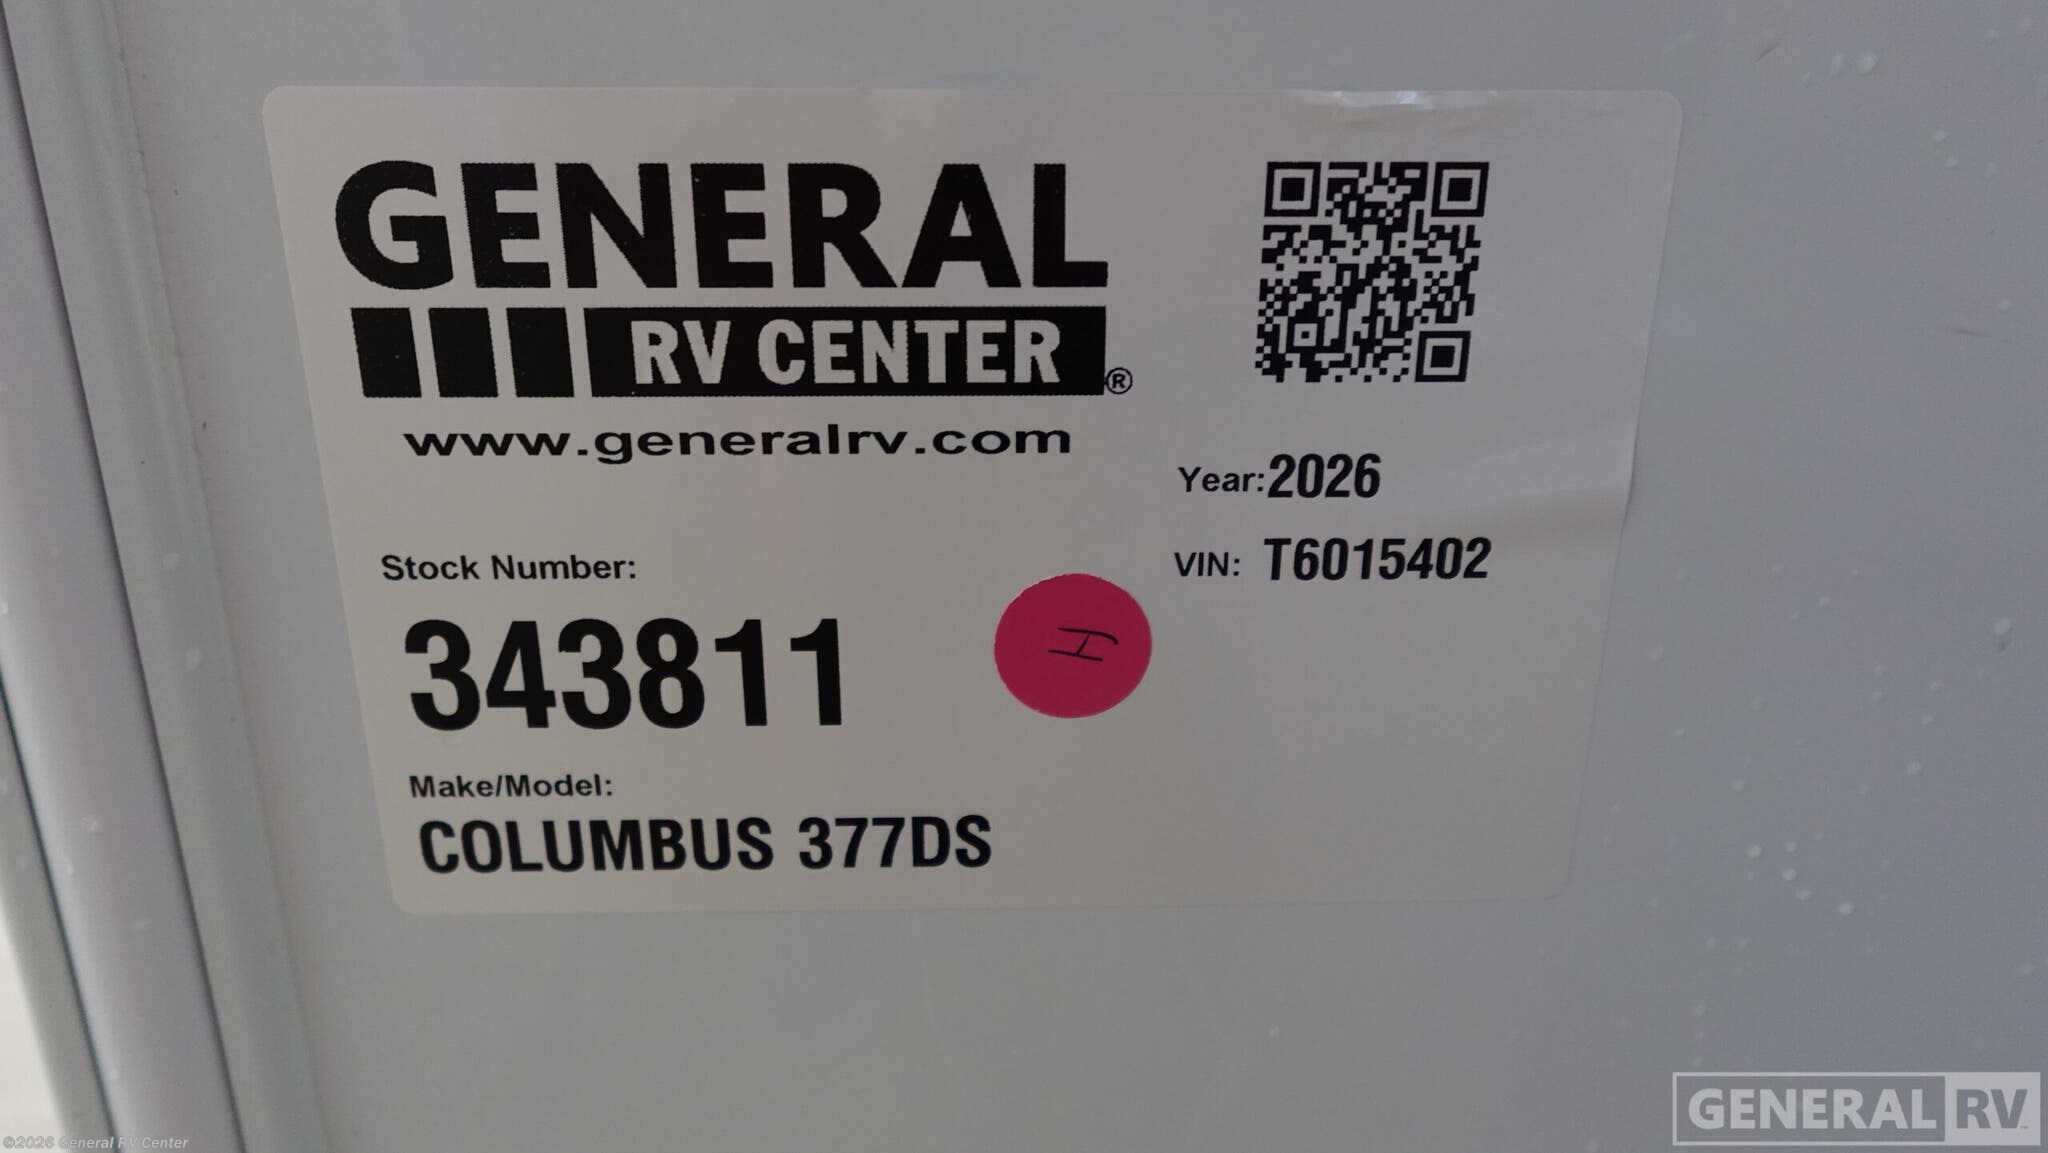 GENERAL
RV CENTER®
www.generalrv.com
Year: 2026
VIN: T6015402
Stock Number:
343811
H
Make/Model:
COLUMBUS 377DS
GENERAL RV™
©2026 General RV Center